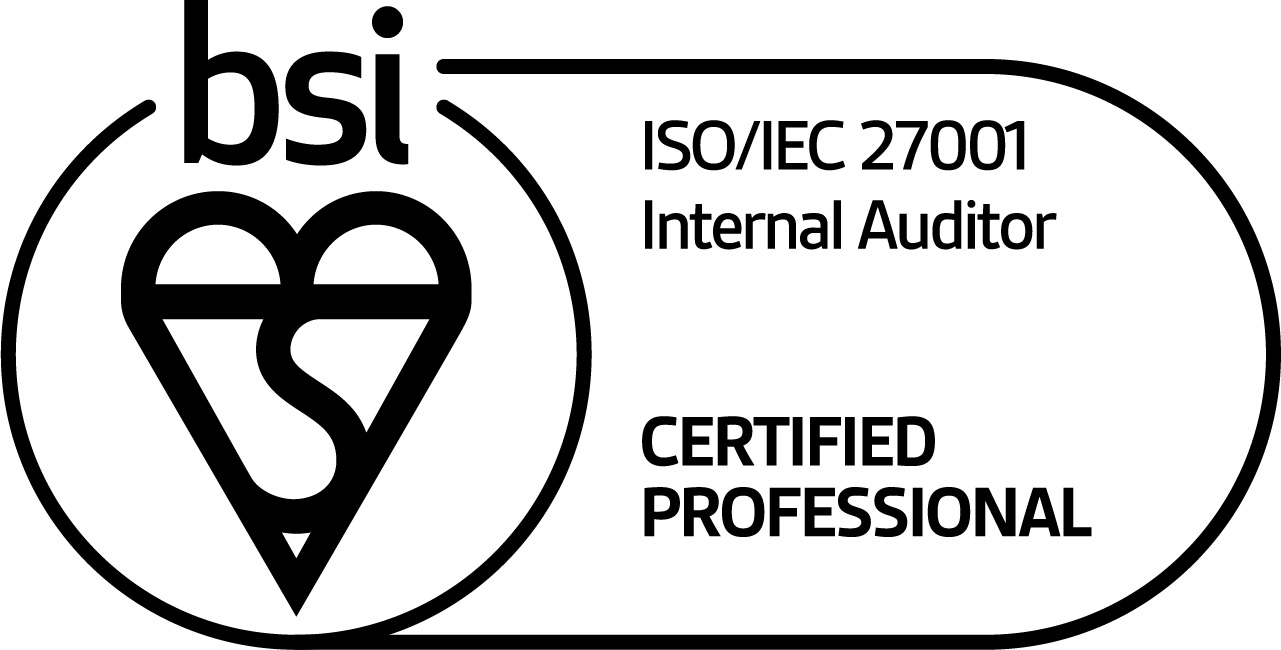 bsi
ISO/IEC 27001
Internal Auditor
CERTIFIED
PROFESSIONAL